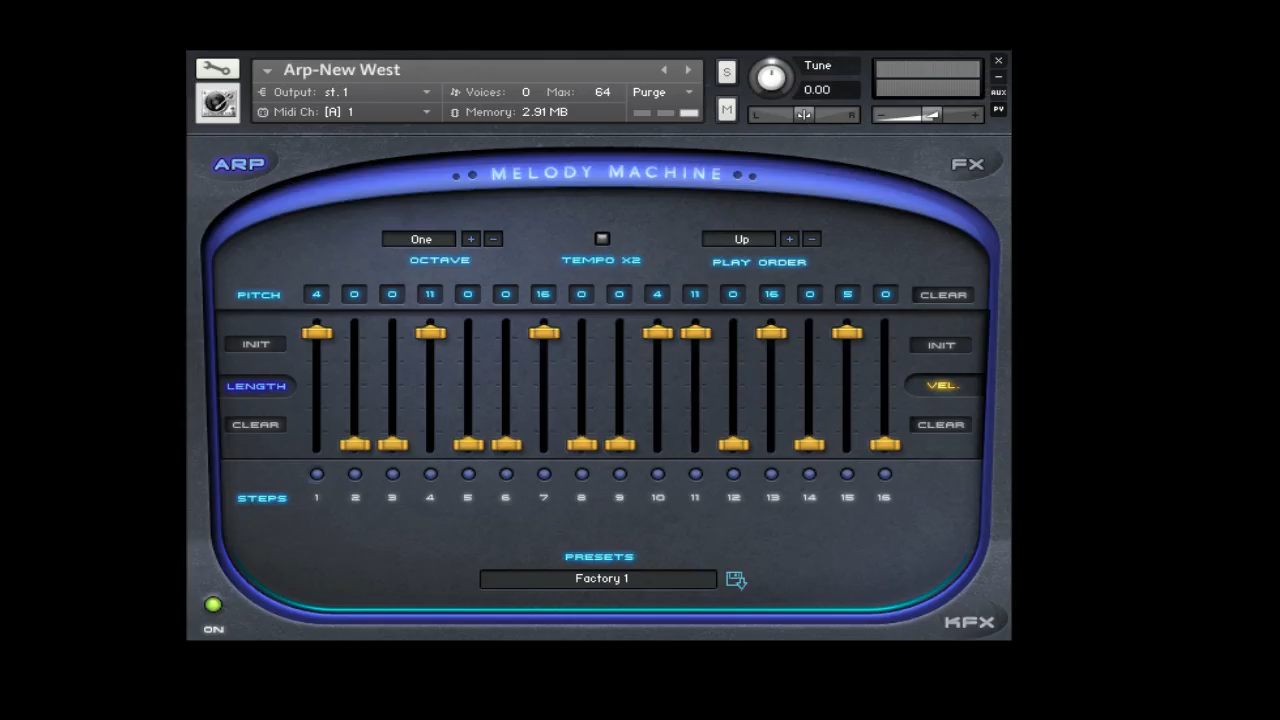 Arp-New West
Output: st. 1
Voices: 0 Max: 64
Purge
Midi Ch: [A] 1
Memory: 2.91 MB
S
M
Tune
0.00
L R
- +
×
-
AUX
PV
ARP
MELODY MACHINE
FX
One + -
Up + -
OCTAVE
TEMPO X2
PLAY ORDER
PITCH 4 0 0 11 0 0 16 0 0 4 11 0 16 0 5 0 CLEAR
INIT
INIT
LENGTH
VEL.
CLEAR
CLEAR
STEPS 1 2 3 4 5 6 7 8 9 10 11 12 13 14 15 16
PRESETS
Factory 1
ON
KFX